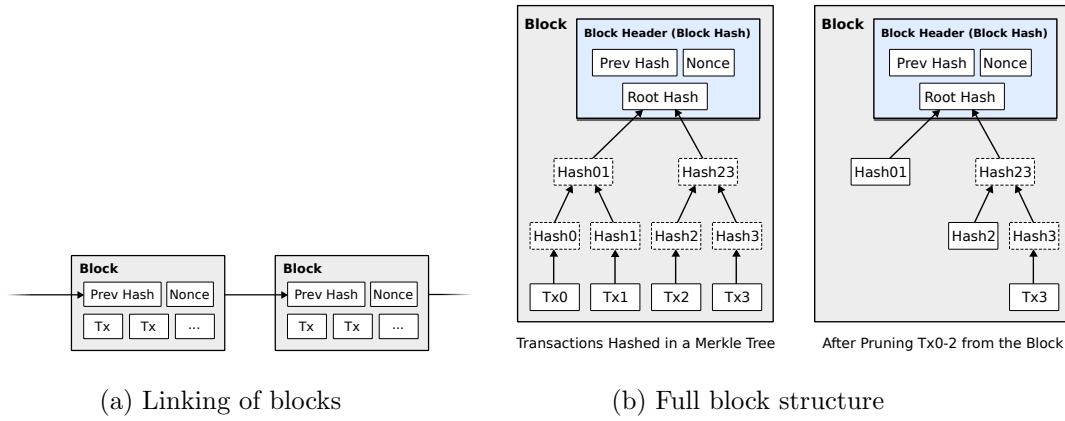 Block
Prev Hash Nonce
Tx Tx ...
Block
Prev Hash Nonce
Tx Tx ...
(a) Linking of blocks
Block
Block Header (Block Hash)
Prev Hash Nonce
Root Hash
Hash01 Hash23
Hash0 Hash1 Hash2 Hash3
Tx0 Tx1 Tx2 Tx3
Transactions Hashed in a Merkle Tree
Block
Block Header (Block Hash)
Prev Hash Nonce
Root Hash
Hash01 Hash23
Hash2 Hash3
Tx3
After Pruning Tx0-2 from the Block
(b) Full block structure